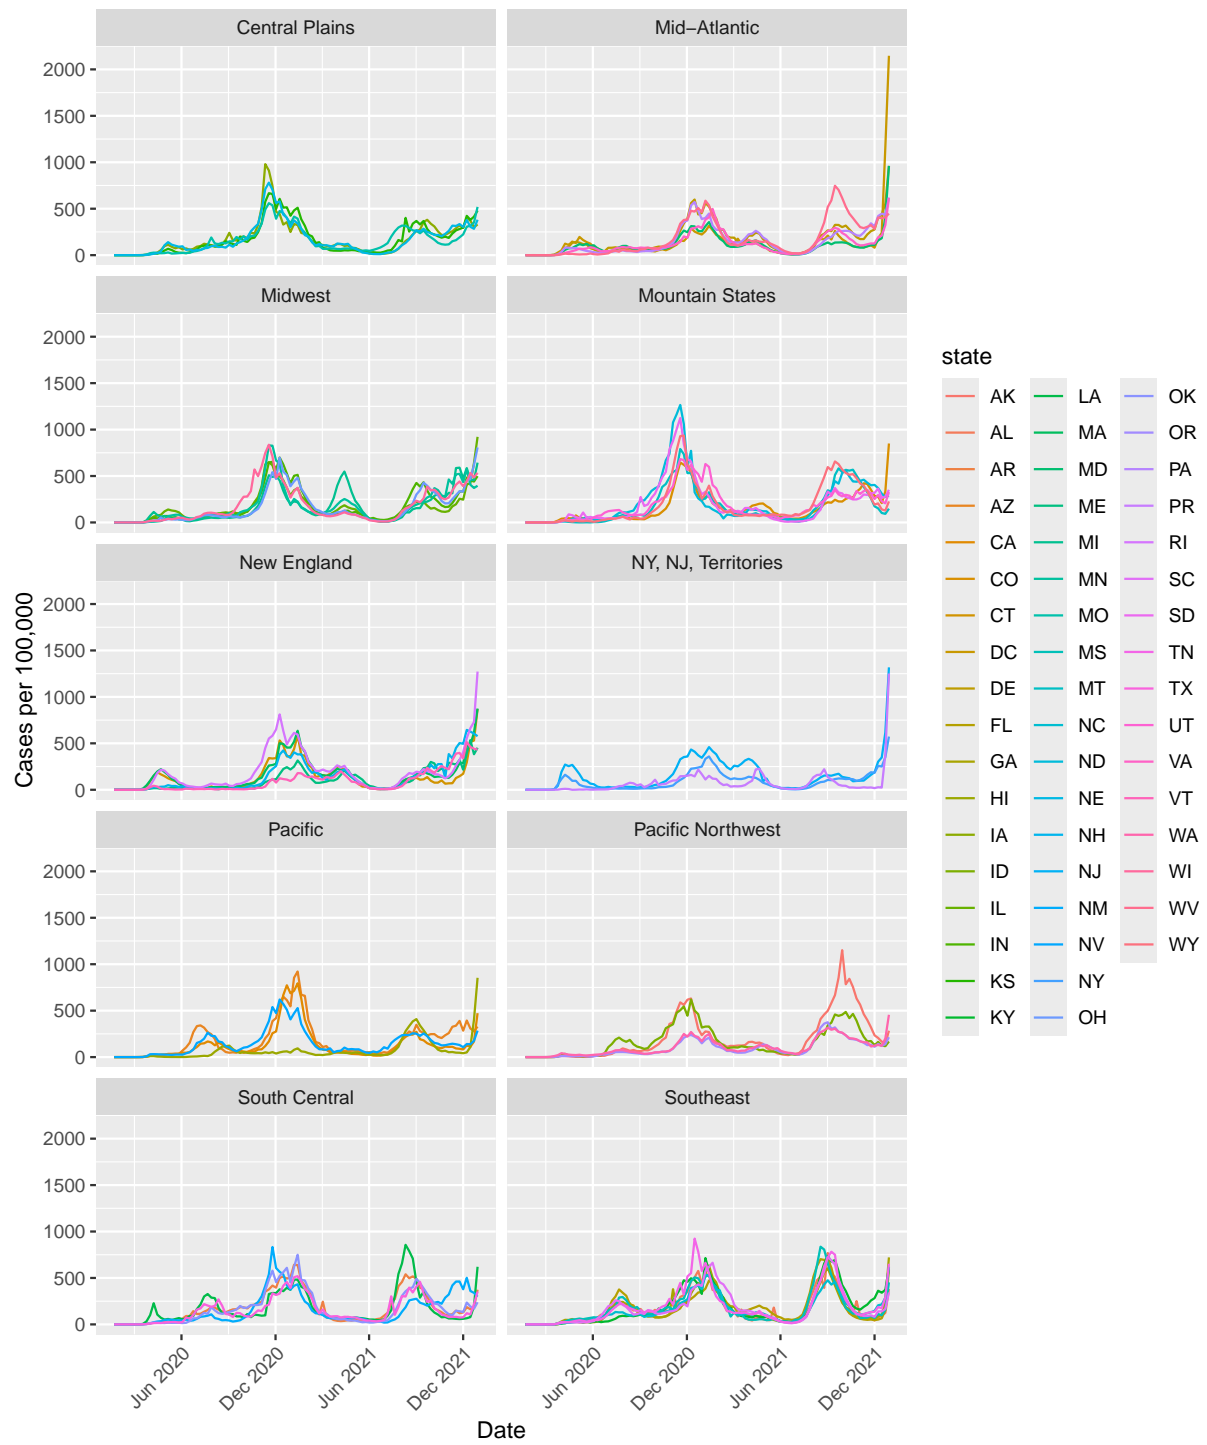 Central Plains
Mid−Atlantic
2000
1500
1000
500
0
Midwest
Mountain States
2000
1500
1000
500
0
New England
NY, NJ, Territories
2000
1500
1000
500
0
Pacific
Pacific Northwest
2000
1500
1000
500
0
South Central
Southeast
2000
1500
1000
500
0
Jun 2020
Dec 2020
Jun 2021
Dec 2021
Jun 2020
Dec 2020
Jun 2021
Dec 2021
Date
Cases per 100,000
state
AK
AL
AR
AZ
CA
CO
CT
DC
DE
FL
GA
HI
IA
ID
IL
IN
KS
KY
LA
MA
MD
ME
MI
MN
MO
MS
MT
NC
ND
NE
NH
NJ
NM
NV
NY
OH
OK
OR
PA
PR
RI
SC
SD
TN
TX
UT
VA
VT
WA
WI
WV
WY